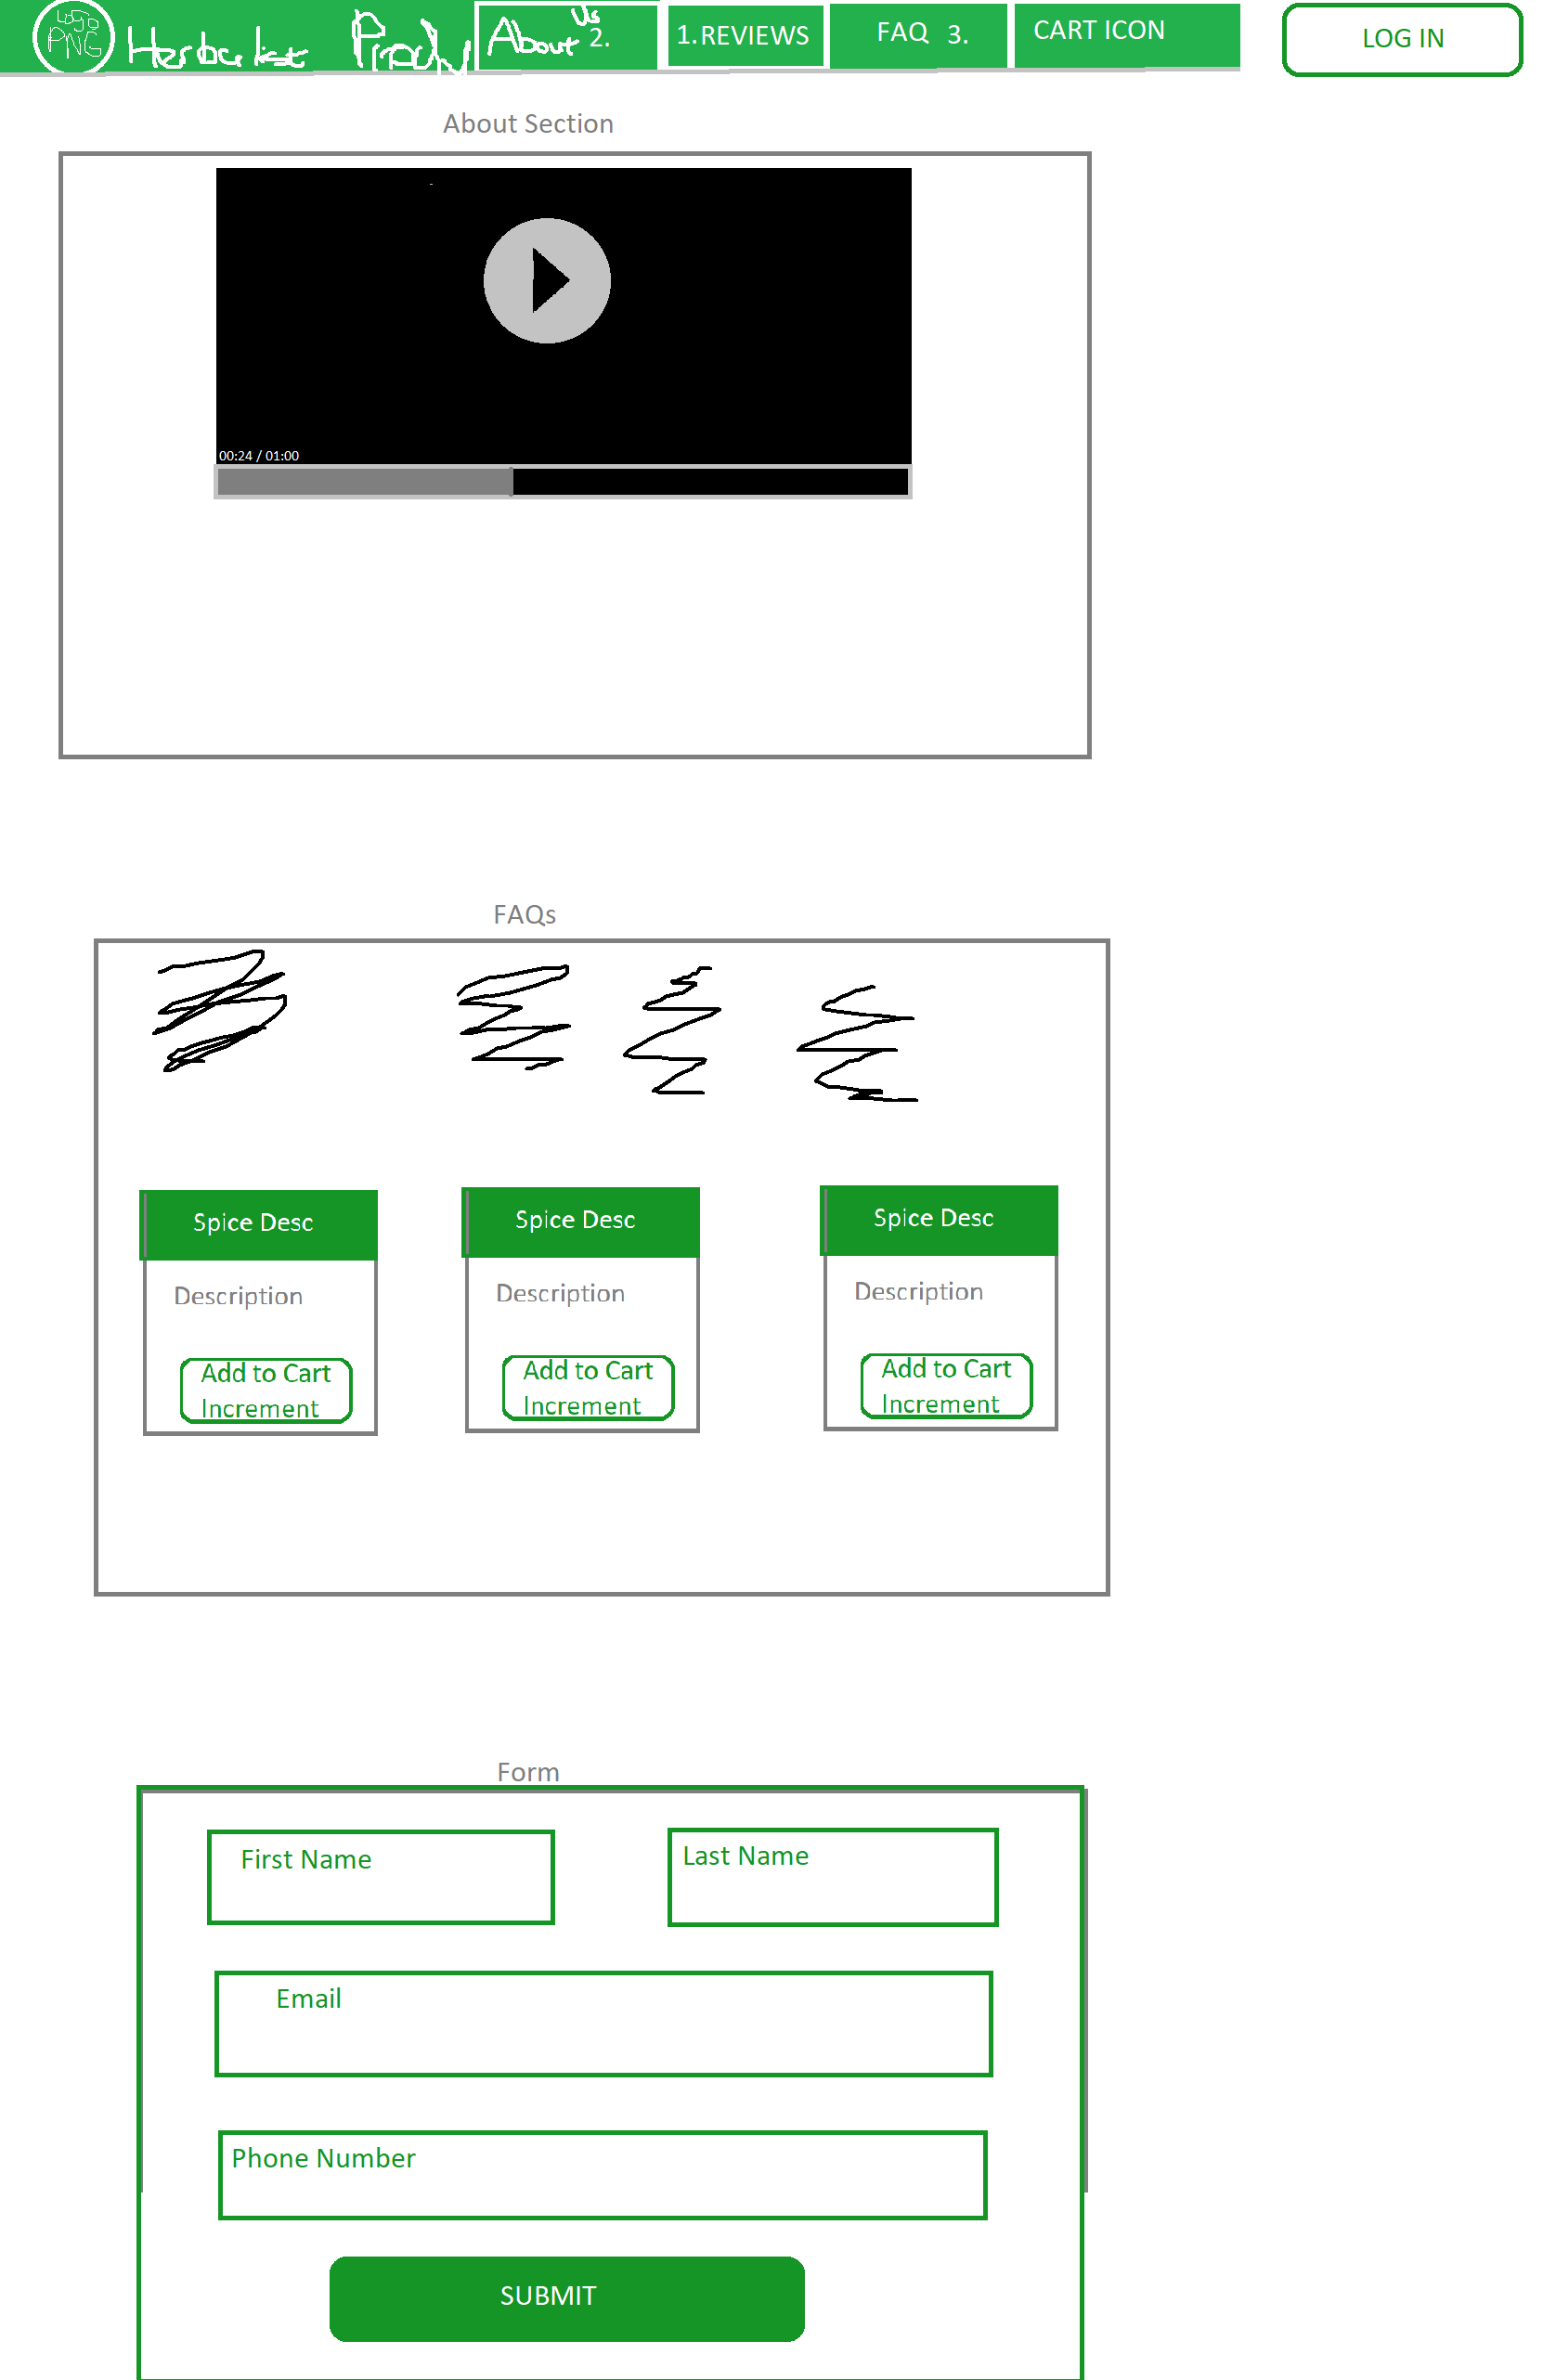 LOGO
PNG
About Us 2.
1. REVIEWS
FAQ 3.
CART ICON
LOG IN
About Section
00:24 / 01:00
FAQs
Spice Desc
Description
Add to Cart
Increment
Spice Desc
Description
Add to Cart
Increment
Spice Desc
Description
Add to Cart
Increment
Form
First Name
Last Name
Email
Phone Number
SUBMIT